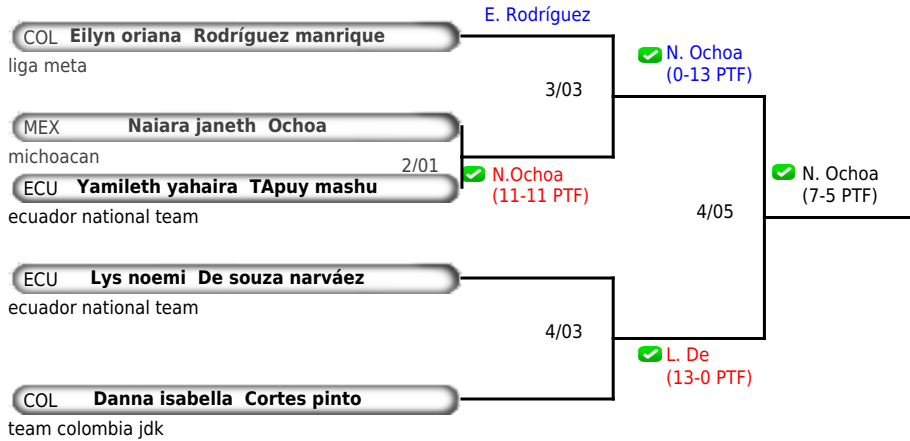 E. Rodríguez
COL Eilyn oriana Rodríguez manrique
liga meta
N. Ochoa
(0-13 PTF)
3/03
MEX Naiara janeth Ochoa
michoacan
2/01
N.Ochoa
(11-11 PTF)
ECU Yamileth yahaira TApuy mashu
ecuador national team
N. Ochoa
(7-5 PTF)
4/05
ECU Lys noemi De souza narváez
ecuador national team
4/03
L. De
(13-0 PTF)
COL Danna isabella Cortes pinto
team colombia jdk